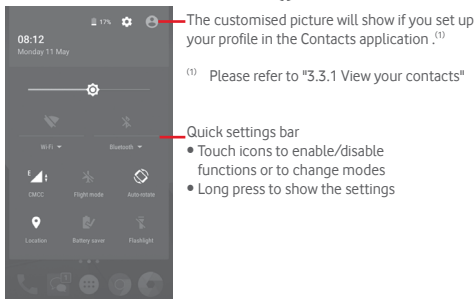 17%
08:12
Monday 11 May
Wi-Fi
Bluetooth
CMCC
Flight mode
Auto-rotate
Location
Battery saver
Flashlight
The customised picture will show if you set up
your profile in the Contacts application .(1)
(1) Please refer to "3.3.1 View your contacts"
Quick settings bar
• Touch icons to enable/disable
functions or to change modes
• Long press to show the settings